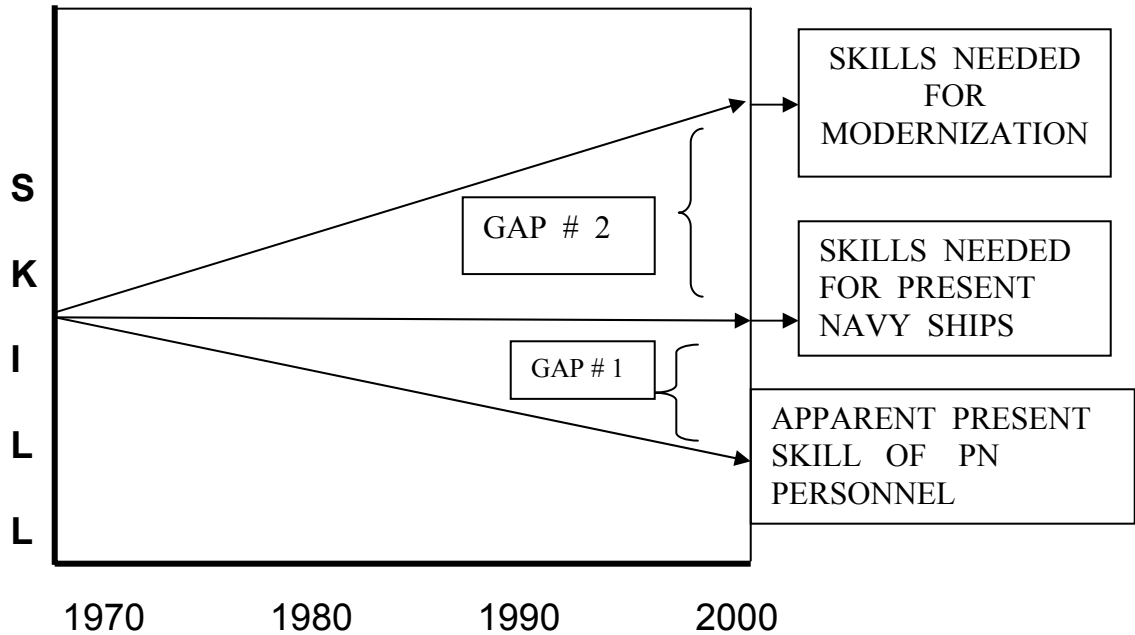 SKILLS NEEDED
FOR
MODERNIZATION
S
K
I
L
L
GAP # 2
SKILLS NEEDED
FOR PRESENT
NAVY SHIPS
GAP # 1
APPARENT PRESENT
SKILL OF PN
PERSONNEL
1970 1980 1990 2000